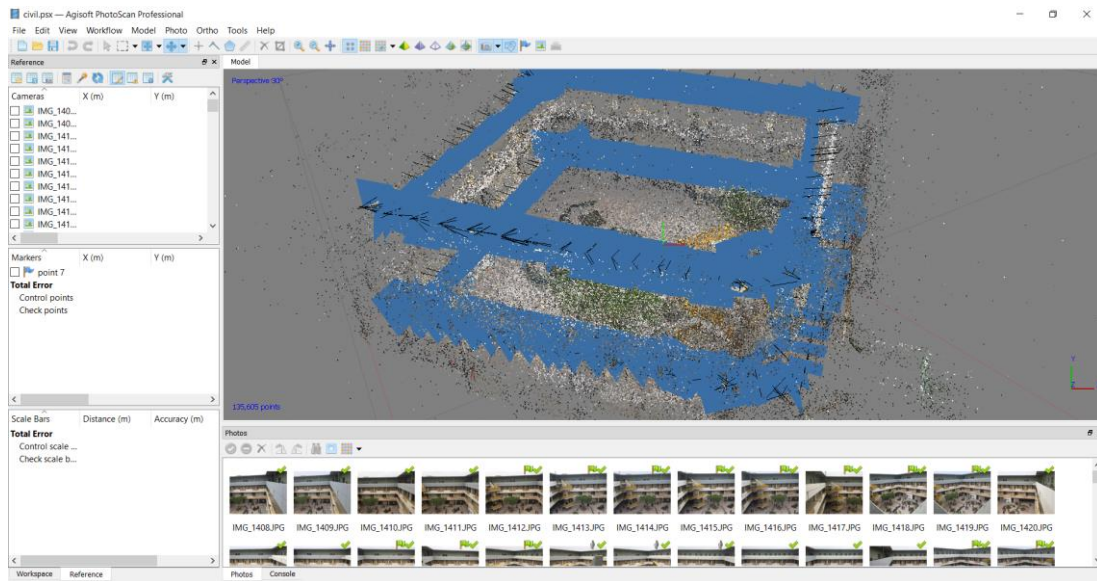 civil.psx — Agisoft PhotoScan Professional
File Edit View Workflow Model Photo Ortho Tools Help
Reference
Model
Cameras X (m) Y (m)
IMG_140...
IMG_140...
IMG_141...
IMG_141...
IMG_141...
IMG_141...
IMG_141...
IMG_141...
IMG_141...
IMG_141...
Perspective 30°
Markers X (m) Y (m)
point 7
Total Error
Control points
Check points
Y
Z
135,605 points
Scale Bars Distance (m) Accuracy (m)
Total Error
Control scale ...
Check scale b...
Photos
IMG_1408.JPG IMG_1409.JPG IMG_1410.JPG IMG_1411.JPG IMG_1412.JPG IMG_1413.JPG IMG_1414.JPG IMG_1415.JPG IMG_1416.JPG IMG_1417.JPG IMG_1418.JPG IMG_1419.JPG IMG_1420.JPG
Workspace Reference
Photos Console